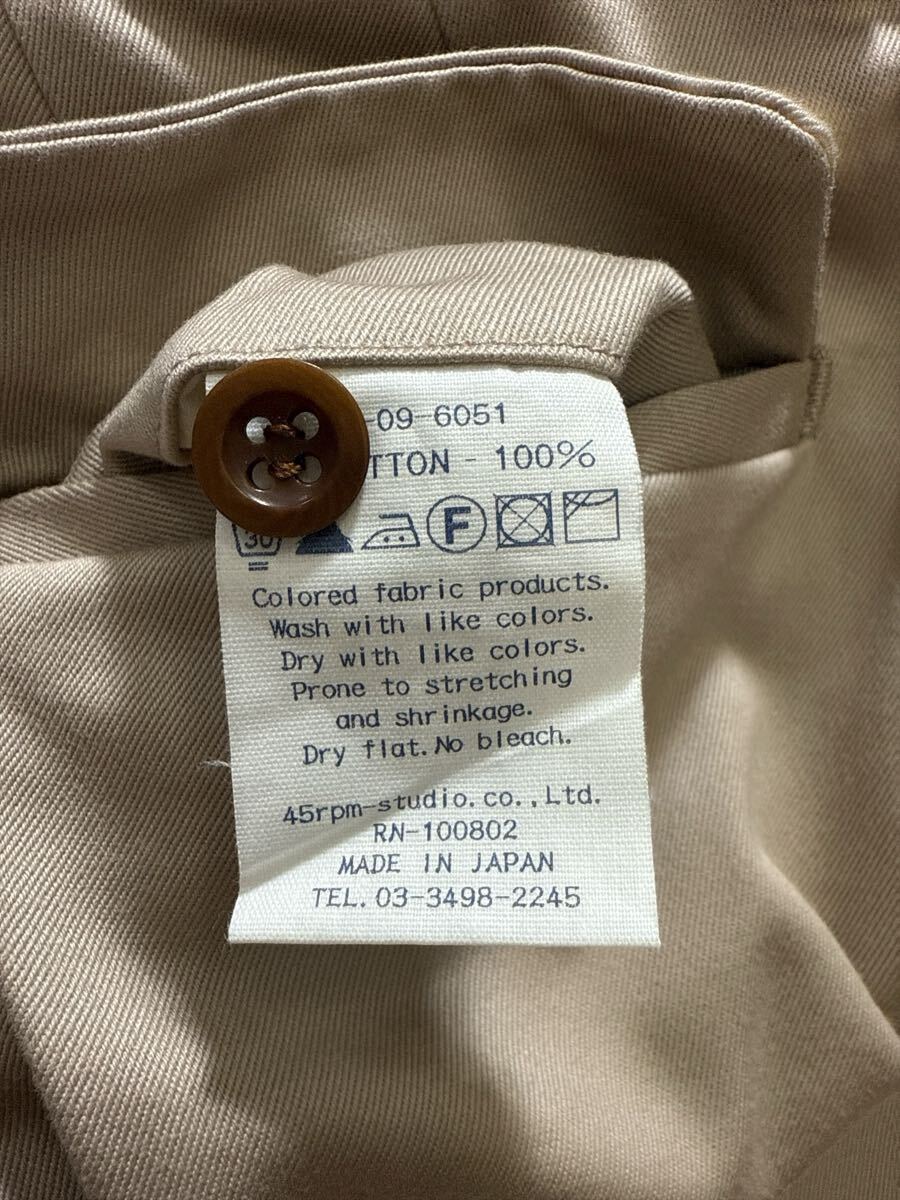 -09-6051
TTON - 100%
30 F
Colored fabric products.
Wash with like colors.
Dry with like colors.
Prone to stretching
and shrinkage.
Dry flat.No bleach.
45rpm-studio.co.,Ltd.
RN-100802
MADE IN JAPAN
TEL.03-3498-2245